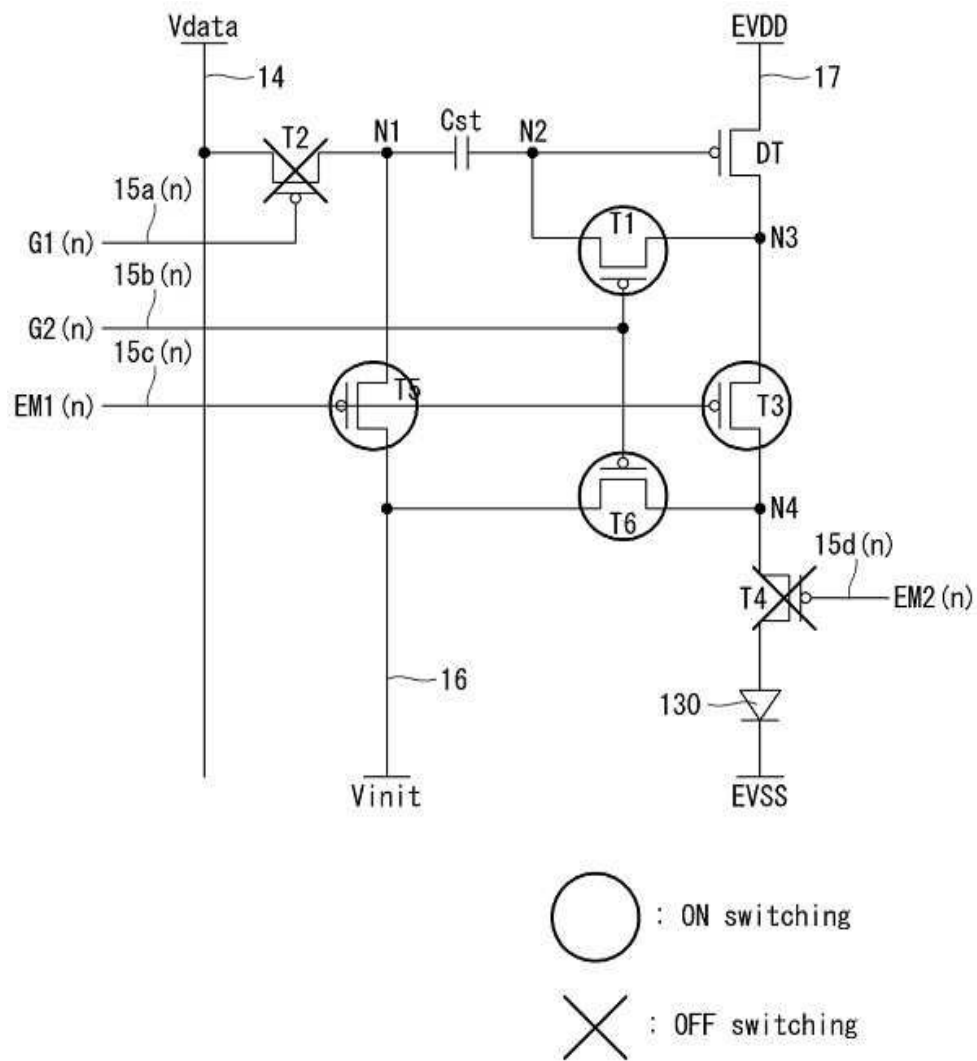 Vdata
EVDD
14
17
T2
N1
Cst
N2
DT
15a(n)
T1
N3
G1(n)
15b(n)
G2(n)
15c(n)
EM1(n)
T5
T3
T6
N4
15d(n)
T4
EM2(n)
16
130
Vinit
EVSS
: ON switching
: OFF switching